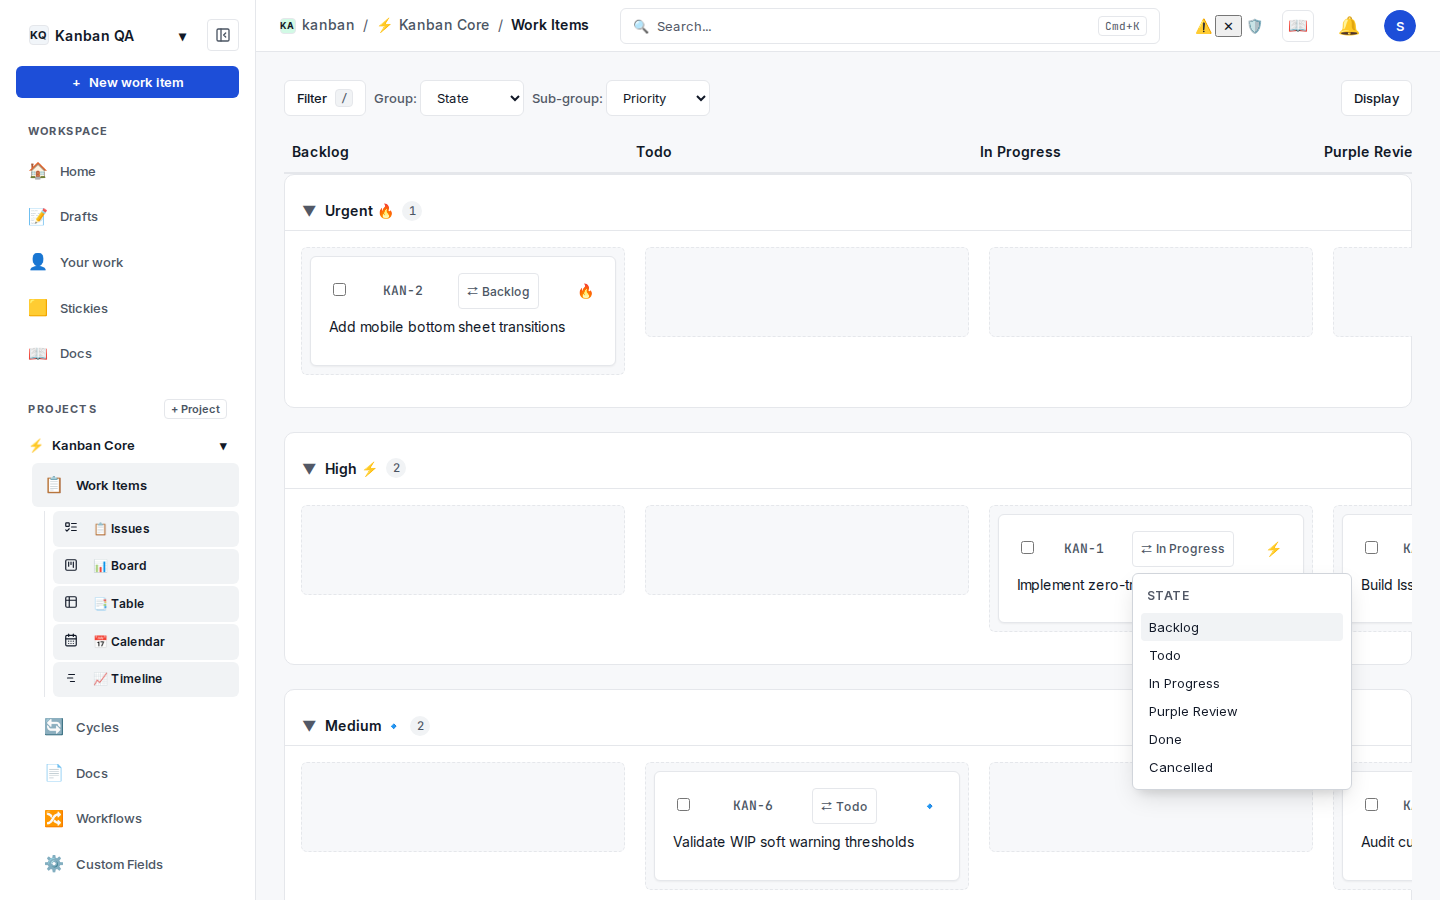 KQ Kanban QA ▼
+ New work item
WORKSPACE
Home
Drafts
Your work
Stickies
Docs
PROJECTS + Project
Kanban Core ▼
Work Items
Issues
Board
Table
Calendar
Timeline
Cycles
Docs
Workflows
Custom Fields
KA kanban / ⚡ Kanban Core / Work Items
Search... Cmd+K
✕
S
Filter / Group: State Sub-group: Priority Display
Backlog Todo In Progress Purple Revie
▼ Urgent 🔥 1
KAN-2 ⇄ Backlog 🔥
Add mobile bottom sheet transitions
▼ High ⚡ 2
KAN-1 ⇄ In Progress ⚡ K
Implement zero-tr Build Iss
STATE
Backlog
Todo
In Progress
Purple Review
Done
Cancelled
▼ Medium 🔹 2
KAN-6 ⇄ Todo 🔹 K
Validate WIP soft warning thresholds Audit cu